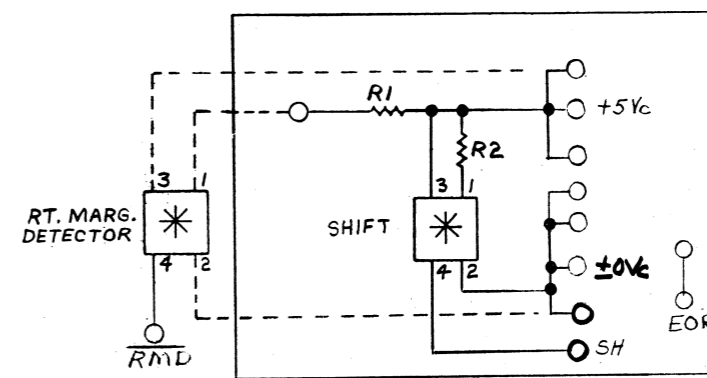 R1
+5Vc
R2
3 1
3 1
RT. MARG.
DETECTOR
SHIFT
4 2
4 2
±0Vc
EOR
SH
RMD